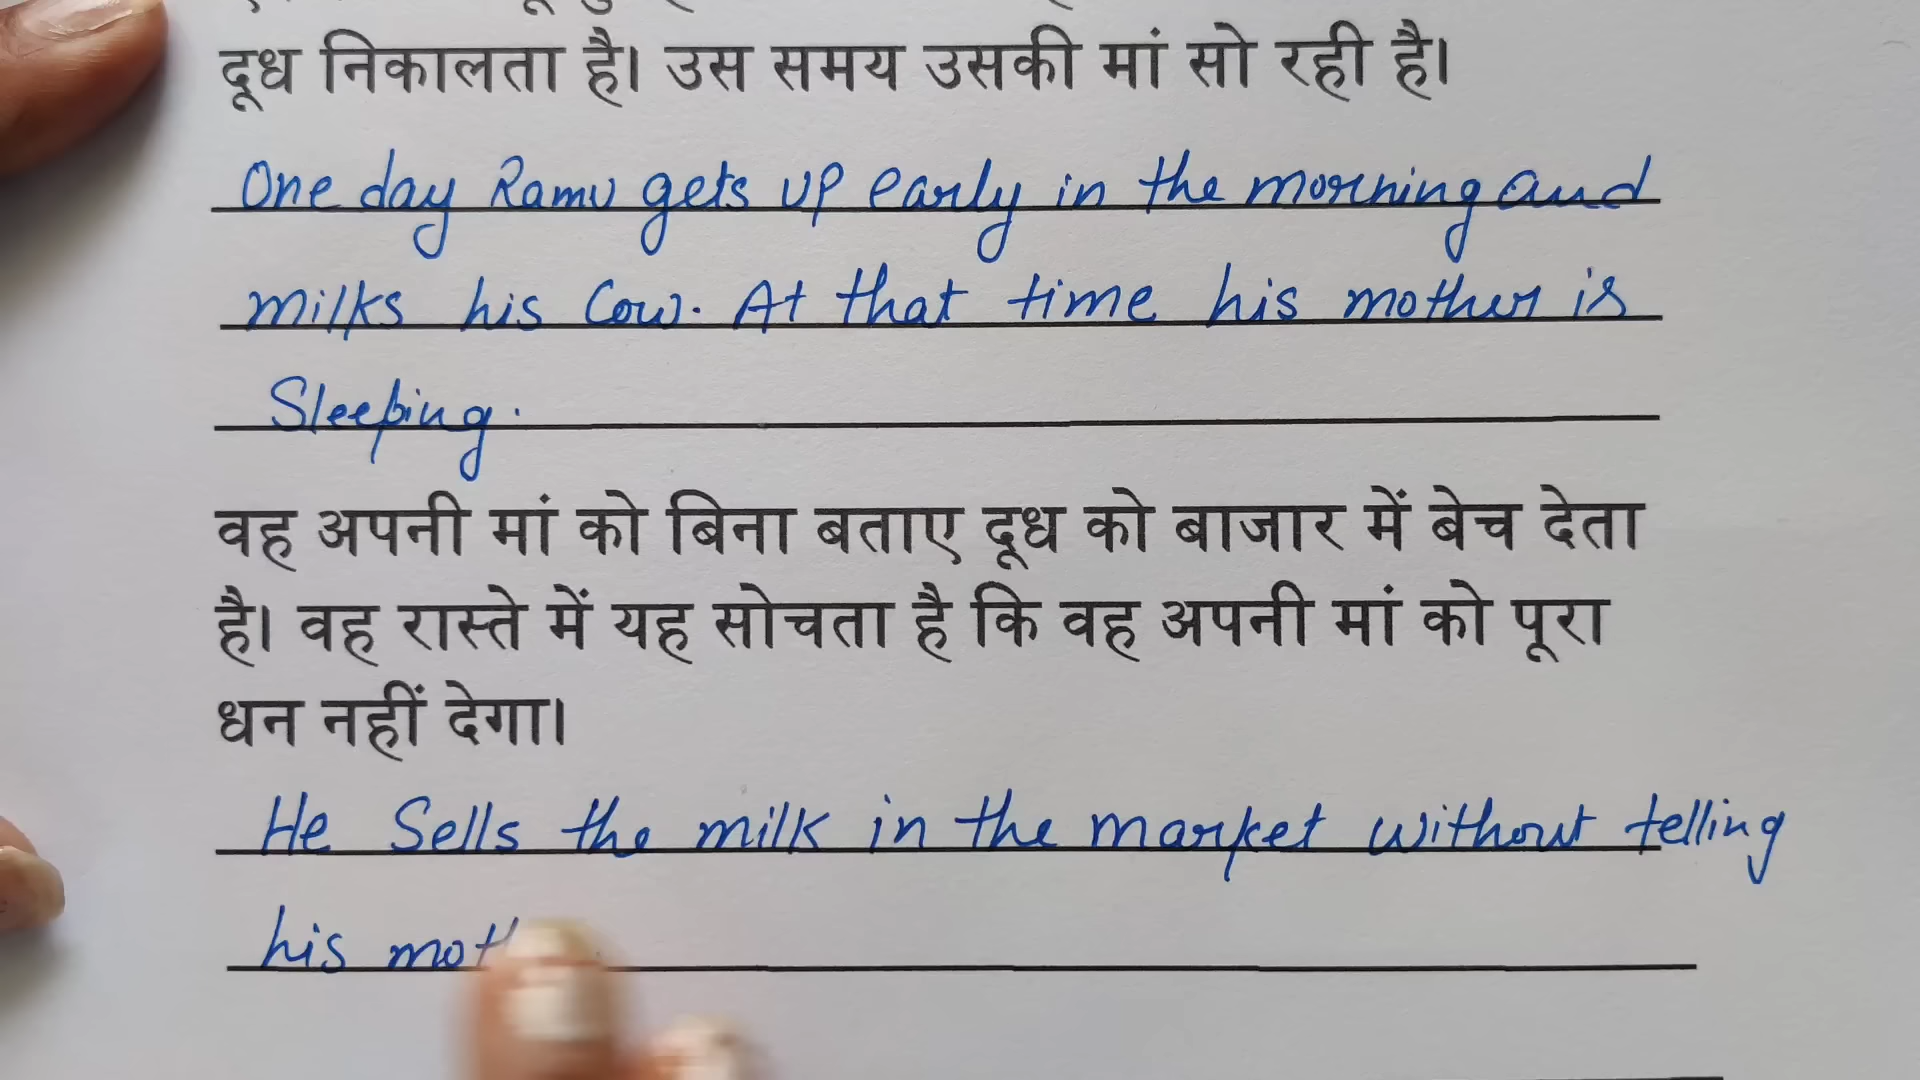 दूध निकालता है। उस समय उसकी मां सो रही है।
One day Ramu gets up early in the morning and
milks his Cow. At that time his mother is
Sleeping.
वह अपनी मां को बिना बताए दूध को बाजार में बेच देता
है। वह रास्ते में यह सोचता है कि वह अपनी मां को पूरा
धन नहीं देगा।
He Sells the milk in the market without telling
his